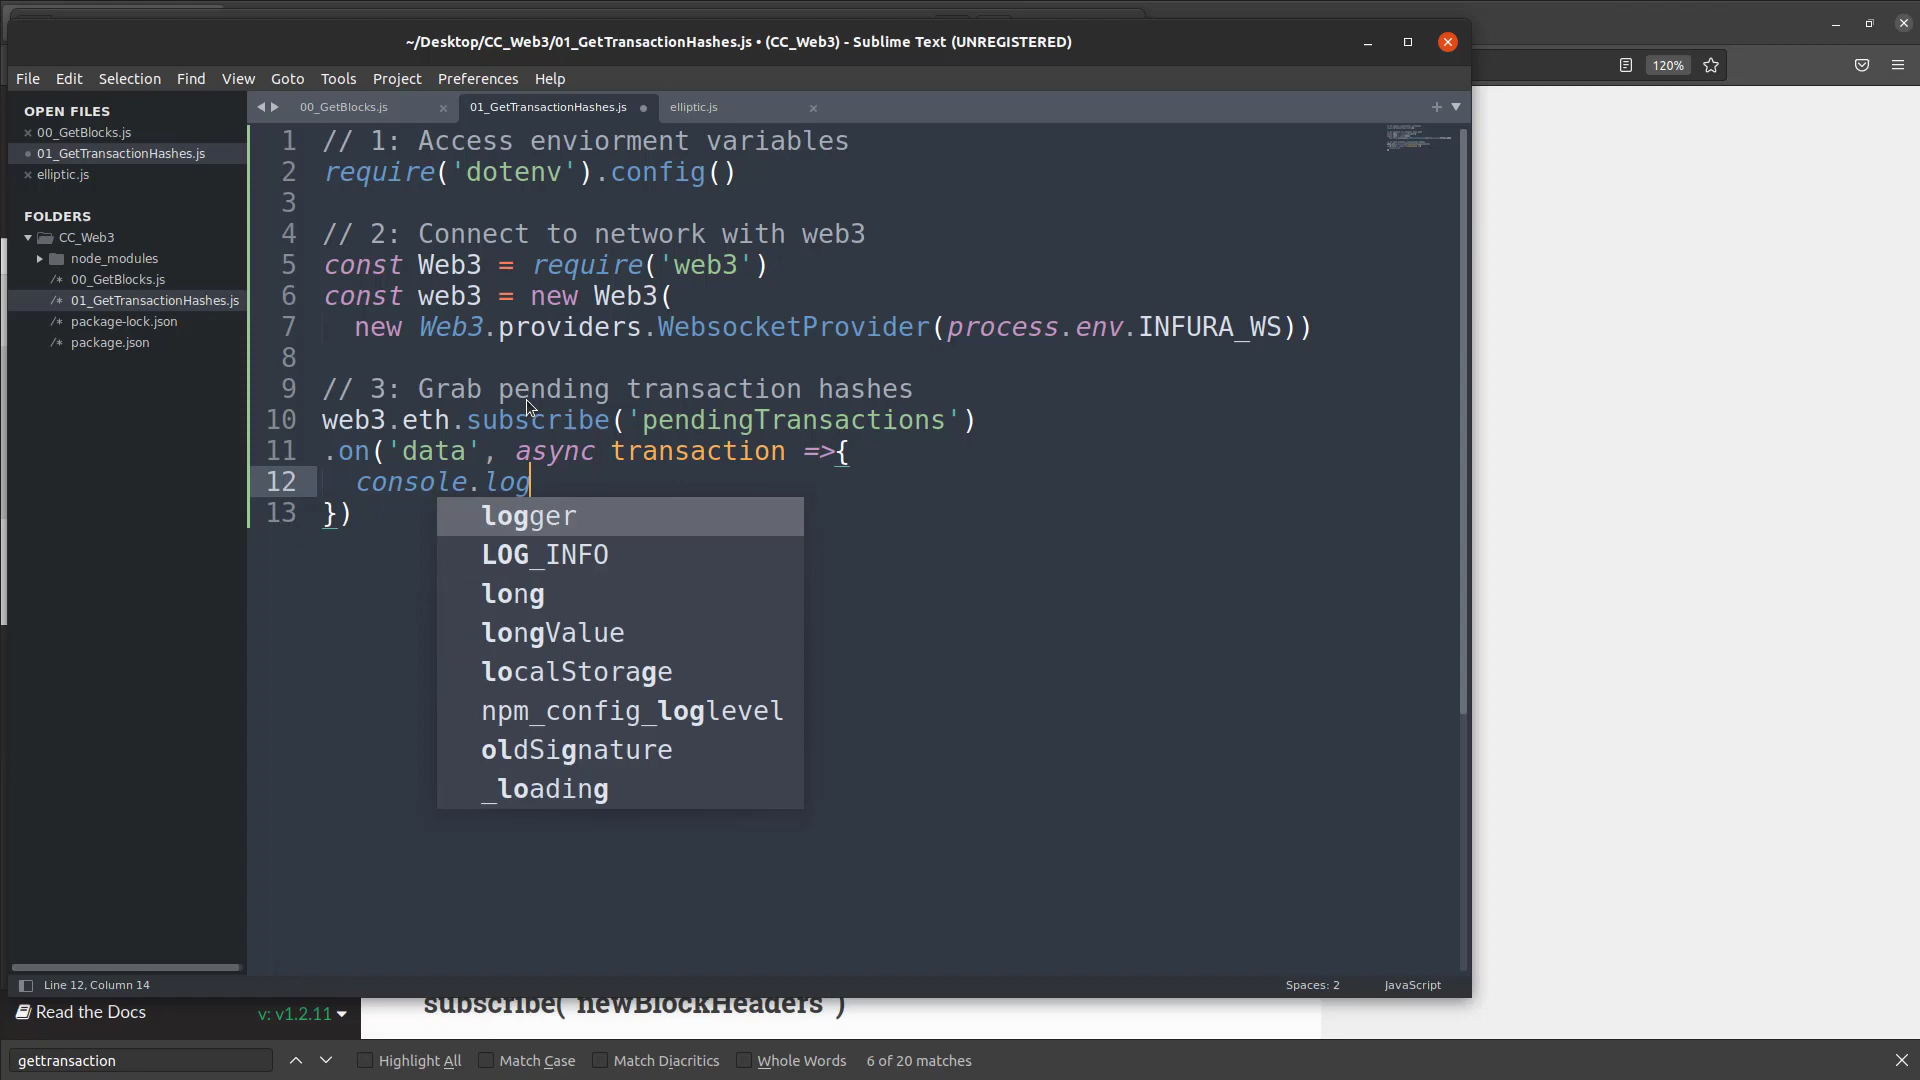 ~/Desktop/CC_Web3/01_GetTransactionHashes.js • (CC_Web3) - Sublime Text (UNREGISTERED)
120%
File Edit Selection Find View Goto Tools Project Preferences Help
OPEN FILES
00_GetBlocks.js
01_GetTransactionHashes.js
elliptic.js
FOLDERS
CC_Web3
node_modules
/* 00_GetBlocks.js
/* 01_GetTransactionHashes.js
/* package-lock.json
/* package.json
00_GetBlocks.js 01_GetTransactionHashes.js elliptic.js
1 // 1: Access enviorment variables
2 require('dotenv').config()
3
4 // 2: Connect to network with web3
5 const Web3 = require('web3')
6 const web3 = new Web3(
7 new Web3.providers.WebsocketProvider(process.env.INFURA_WS))
8
9 // 3: Grab pending transaction hashes
10 web3.eth.subscribe('pendingTransactions')
11 .on('data', async transaction =>{
12 console.log
13 })
logger
LOG_INFO
long
longValue
localStorage
npm_config_loglevel
oldSignature
_loading
Line 12, Column 14 Spaces: 2 JavaScript
Read the Docs v: v1.2.11
subscribe("newBlockHeaders")
gettransaction Highlight All Match Case Match Diacritics Whole Words 6 of 20 matches